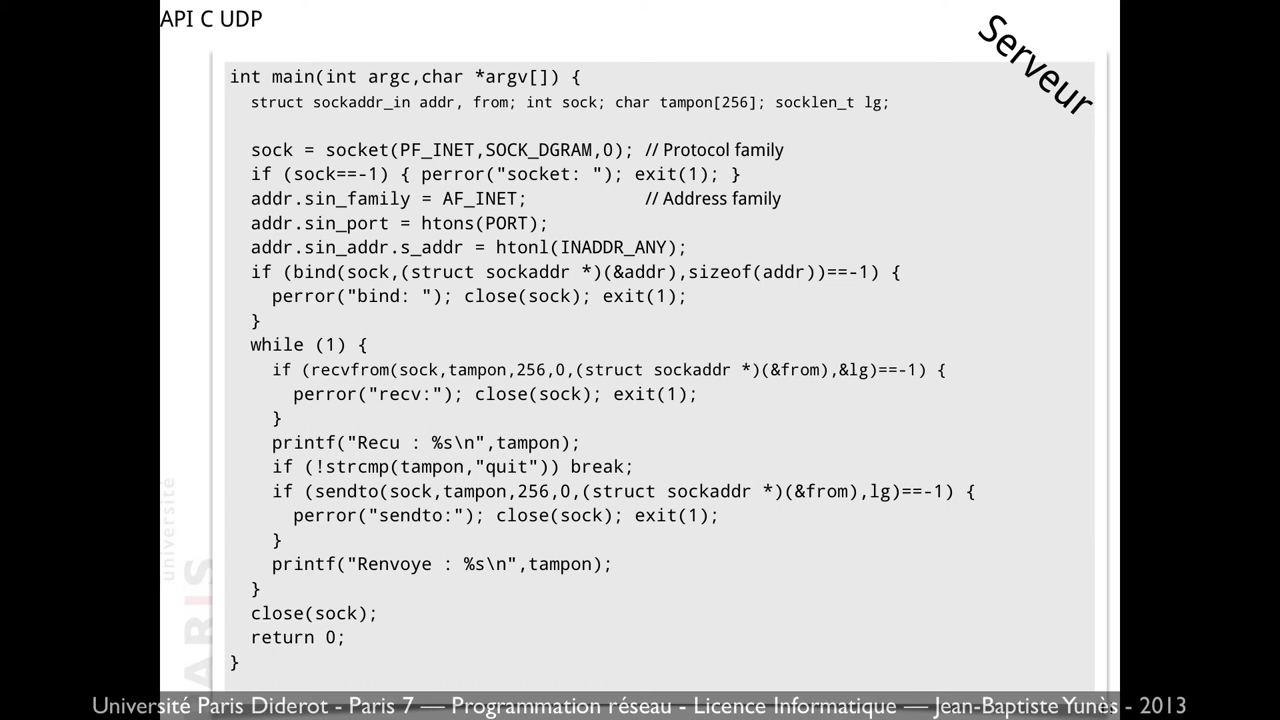 API C UDP
Serveur
int main(int argc,char *argv[]) {
struct sockaddr_in addr, from; int sock; char tampon[256]; socklen_t lg;
sock = socket(PF_INET,SOCK_DGRAM,0); // Protocol family
if (sock==-1) { perror("socket: "); exit(1); }
addr.sin_family = AF_INET; // Address family
addr.sin_port = htons(PORT);
addr.sin_addr.s_addr = htonl(INADDR_ANY);
if (bind(sock,(struct sockaddr *)(&addr),sizeof(addr))==-1) {
perror("bind: "); close(sock); exit(1);
}
while (1) {
if (recvfrom(sock,tampon,256,0,(struct sockaddr *)(&from),&lg)==-1) {
perror("recv:"); close(sock); exit(1);
}
printf("Recu : %s\n",tampon);
if (!strcmp(tampon,"quit")) break;
if (sendto(sock,tampon,256,0,(struct sockaddr *)(&from),lg)==-1) {
perror("sendto:"); close(sock); exit(1);
}
printf("Renvoye : %s\n",tampon);
}
close(sock);
return 0;
}
université
ARIS
Université Paris Diderot - Paris 7 — Programmation réseau - Licence Informatique — Jean-Baptiste Yunès - 2013